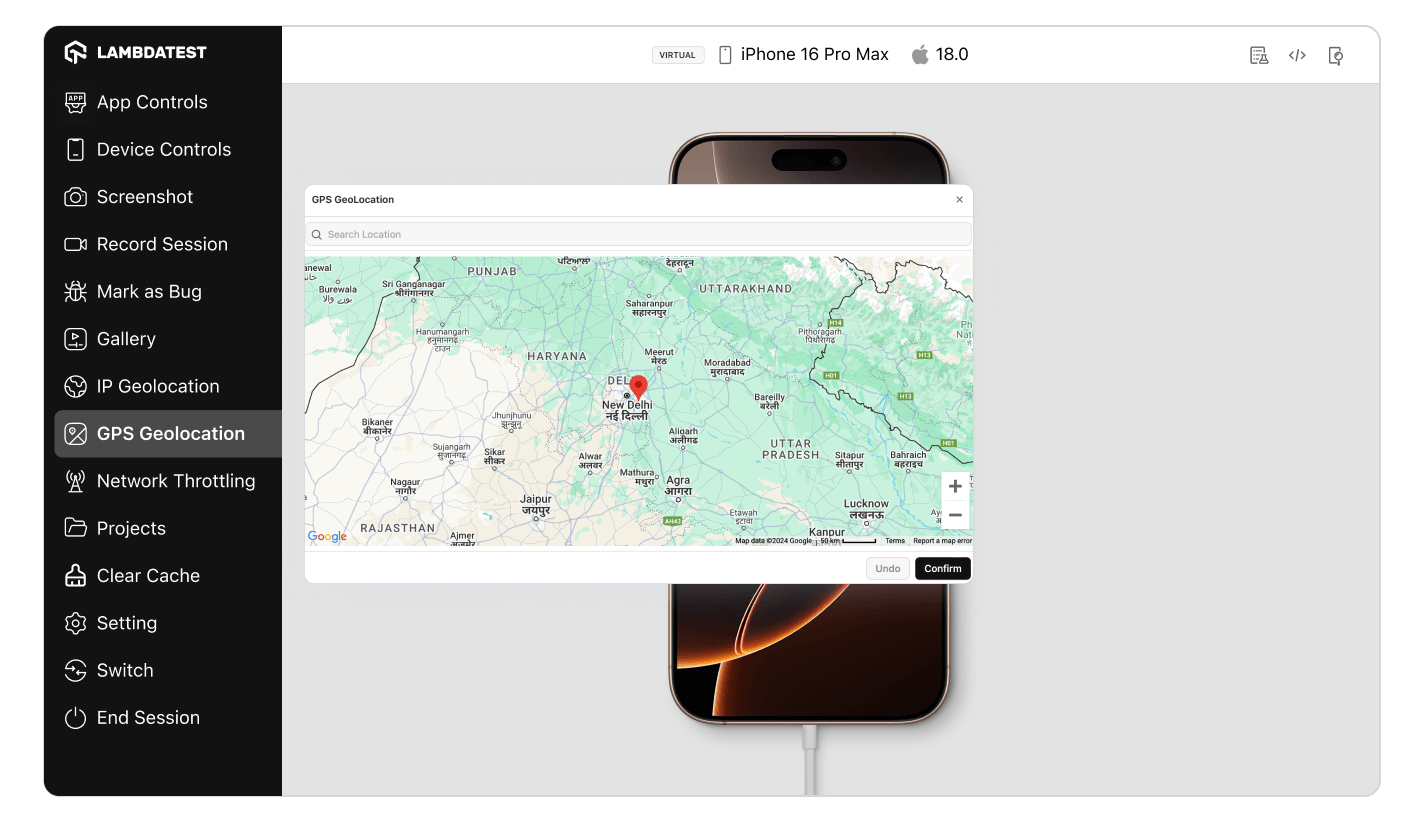 LAMBDATEST
VIRTUAL
iPhone 16 Pro Max
18.0
App Controls
Device Controls
Screenshot
Record Session
Mark as Bug
Gallery
IP Geolocation
GPS Geolocation
Network Throttling
Projects
Clear Cache
Setting
Switch
End Session
GPS GeoLocation
Search Location
PUNJAB
पटिआला
देहरादून
Burewala
بورے والا
Sri Ganganagar
श्रीगंगानगर
UTTARAKHAND
Saharanpur
सहारनपुर
Hanumangarh
हनुमानगढ़
टाउन
Pithoragarh
पिथौरागढ़
H14
H13
HARYANA
Meerut
मेरठ
Moradabad
मुरादाबाद
H01
DEL
New Delhi
नई दिल्ली
Bareilly
बरेली
H13
Bikaner
बीकानेर
Jhunjhunu
झुन्झुनू
Aligarh
अलीगढ
UTTAR
PRADESH
H01
Sujangarh
सुजानगढ़
Sikar
सीकर
Alwar
अलवर
Sitapur
सीतापुर
Bahraich
बहराइच
Nagaur
नागौर
Mathura
मथुरा
Agra
आगरा
Jaipur
जयपुर
Lucknow
लखनऊ
Etawah
इटावा
AH43
RAJASTHAN
Ajmer
अजमेर
Kanpur
Google
Map data ©2024 Google
50 km
Terms
Report a map error
Undo
Confirm